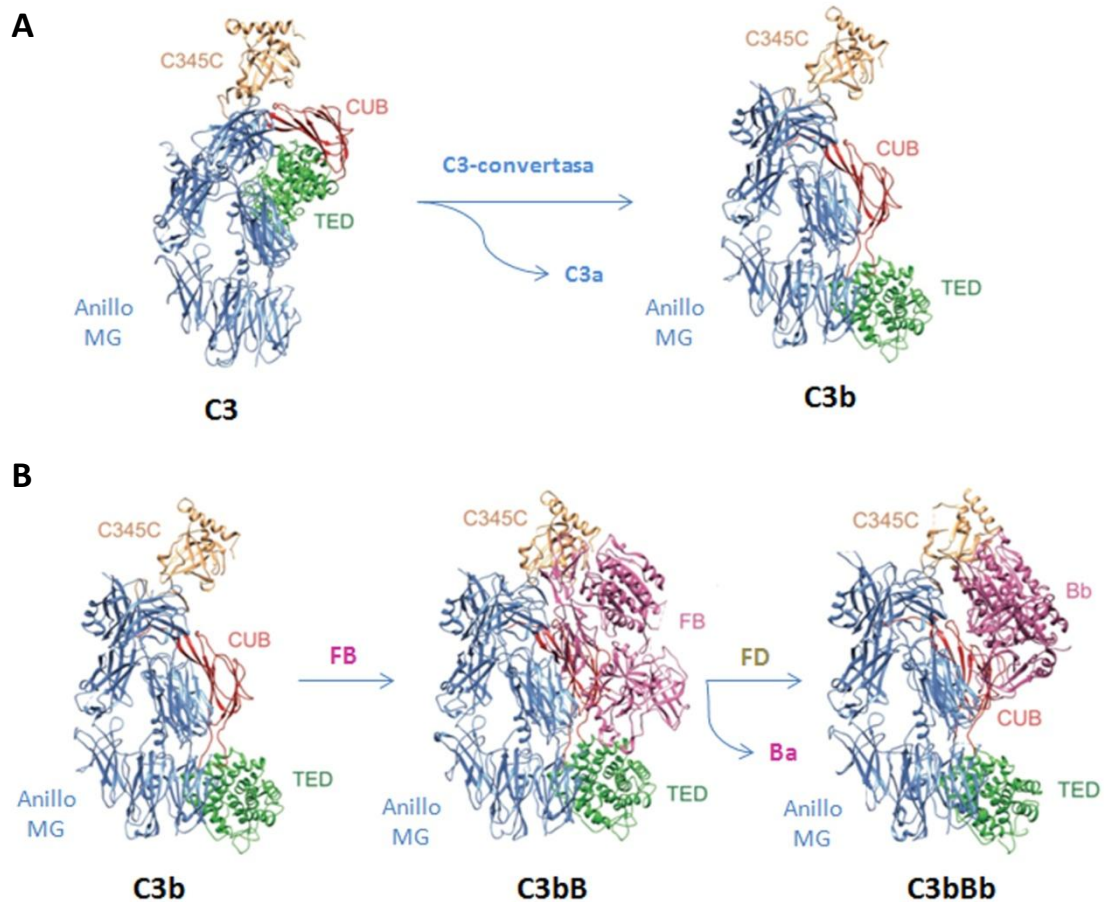 A
C345C
CUB
TED
Anillo
MG
C3
C3-convertasa
C3a
C345C
CUB
TED
Anillo
MG
C3b
B
C345C
CUB
TED
Anillo
MG
C3b
FB
C345C
FB
TED
Anillo
MG
C3bB
FD
Ba
C345C
Bb
CUB
TED
Anillo
MG
C3bBb